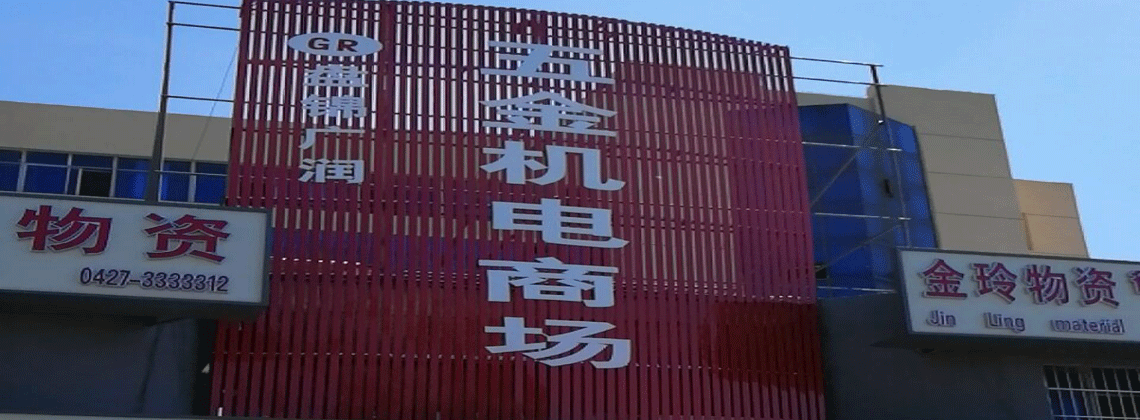 GR
盘锦广润
五金机电商场
物资
0427-3333312
金玲物资
Jin Ling material